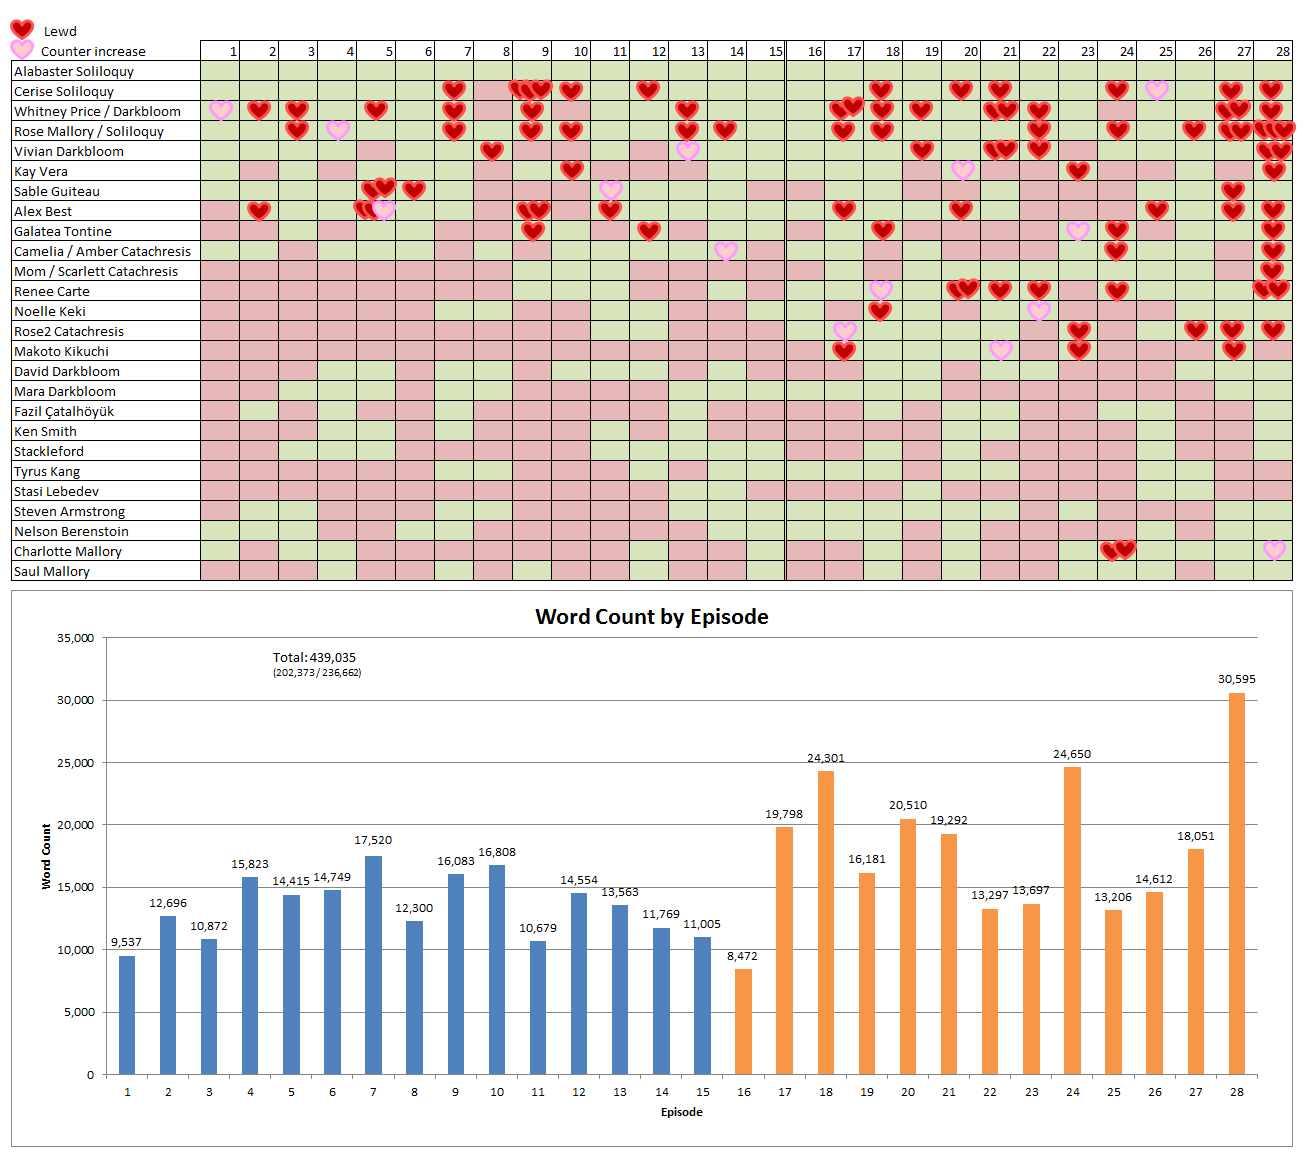 Lewd
Counter increase
1 2 3 4 5 6 7 8 9 10 11 12 13 14 15 16 17 18 19 20 21 22 23 24 25 26 27 28
Alabaster Soliloquy
Cerise Soliloquy
Whitney Price / Darkbloom
Rose Mallory / Soliloquy
Vivian Darkbloom
Kay Vera
Sable Guiteau
Alex Best
Galatea Tontine
Camelia / Amber Catachresis
Mom / Scarlett Catachresis
Renee Carte
Noelle Keki
Rose2 Catachresis
Makoto Kikuchi
David Darkbloom
Mara Darkbloom
Fazil Çatalhöyük
Ken Smith
Stackleford
Tyrus Kang
Stasi Lebedev
Steven Armstrong
Nelson Berenstoin
Charlotte Mallory
Saul Mallory
Word Count by Episode
Total: 439,035
(202,373 / 236,662)
Word Count
35,000
30,000
25,000
20,000
15,000
10,000
5,000
0
9,537
12,696
10,872
15,823
14,415
14,749
17,520
12,300
16,083
16,808
10,679
14,554
13,563
11,769
11,005
8,472
19,798
24,301
16,181
20,510
19,292
13,297
13,697
24,650
13,206
14,612
18,051
30,595
1 2 3 4 5 6 7 8 9 10 11 12 13 14 15 16 17 18 19 20 21 22 23 24 25 26 27 28
Episode